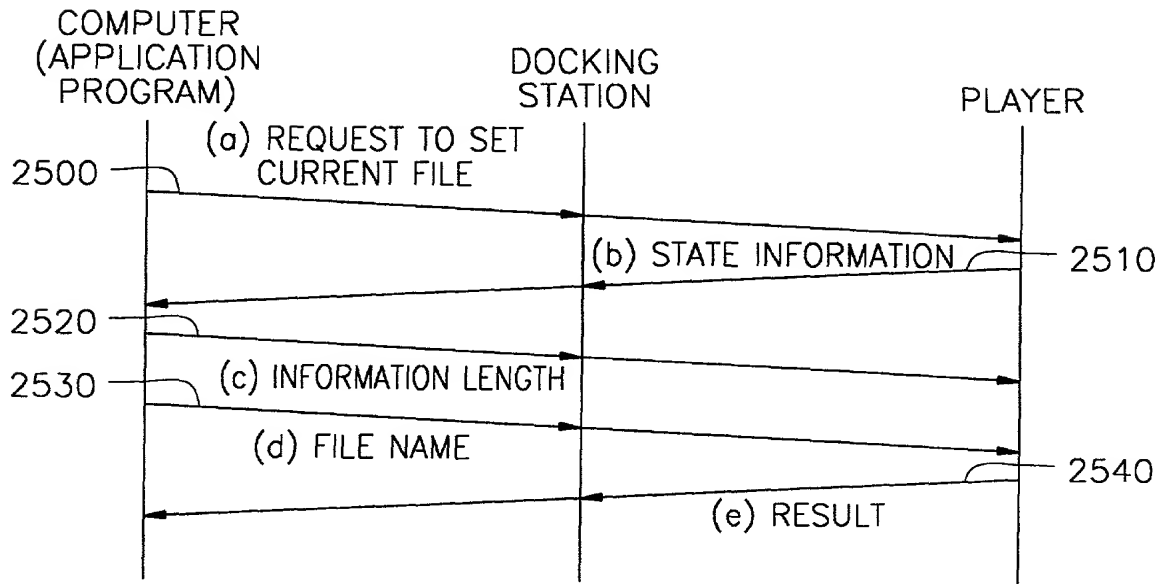 COMPUTER
(APPLICATION
PROGRAM)
DOCKING
STATION
PLAYER
(a) REQUEST TO SET
CURRENT FILE
2500
(b) STATE INFORMATION
2510
2520
(c) INFORMATION LENGTH
2530
(d) FILE NAME
2540
(e) RESULT